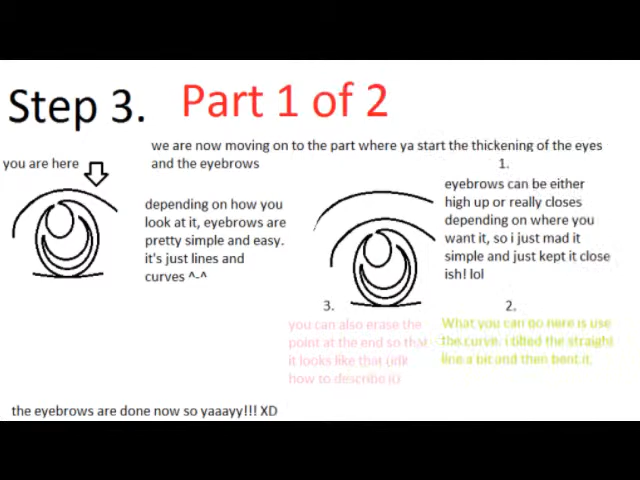 Step 3.
Part 1 of 2
we are now moving on to the part where ya start the thickening of the eyes
and the eyebrows
you are here
depending on how you
look at it, eyebrows are
pretty simple and easy.
it's just lines and
curves ^-^
1.
eyebrows can be either
high up or really closes
depending on where you
want it, so i just mad it
simple and just kept it close
ish! lol
2.
What you can do here is use
the curve. i tilted the straight
line a bit and then bent it.
3.
you can also erase the
point at the end so that
it looks like that (idk
how to describe it)
the eyebrows are done now so yaaayy!!! XD